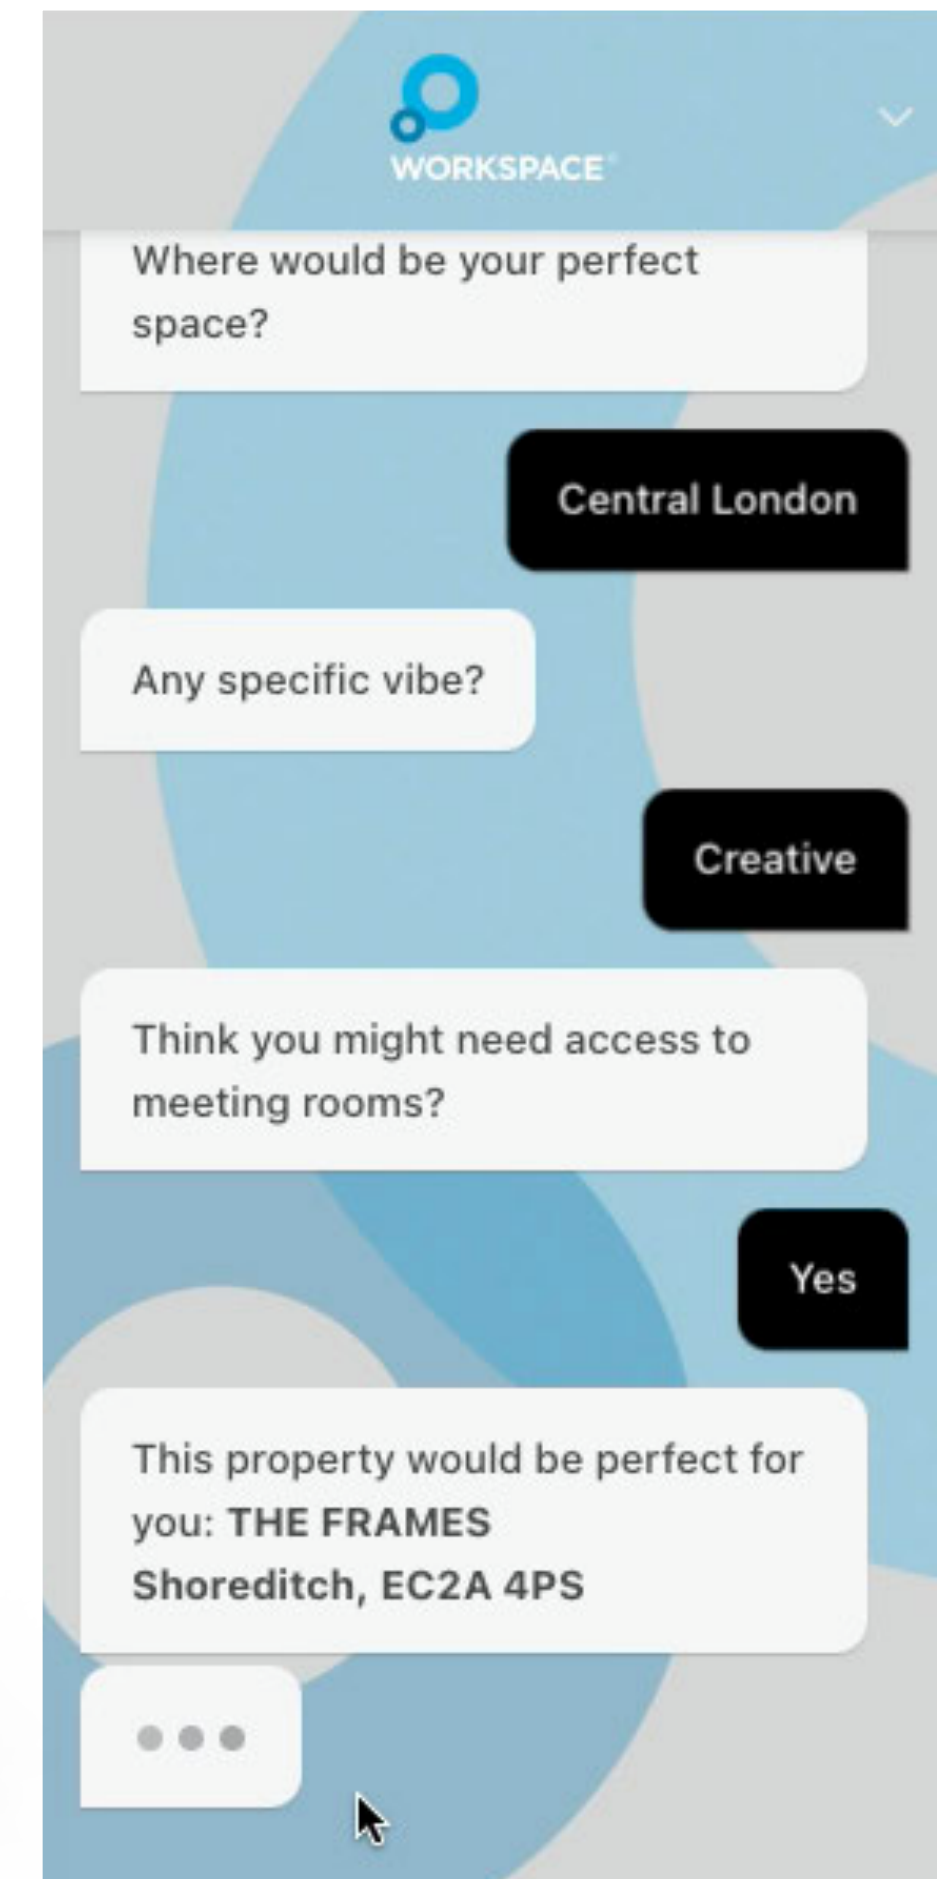 WORKSPACE
Where would be your perfect
space?
Central London
Any specific vibe?
Creative
Think you might need access to
meeting rooms?
Yes
This property would be perfect for
you: THE FRAMES
Shoreditch, EC2A 4PS